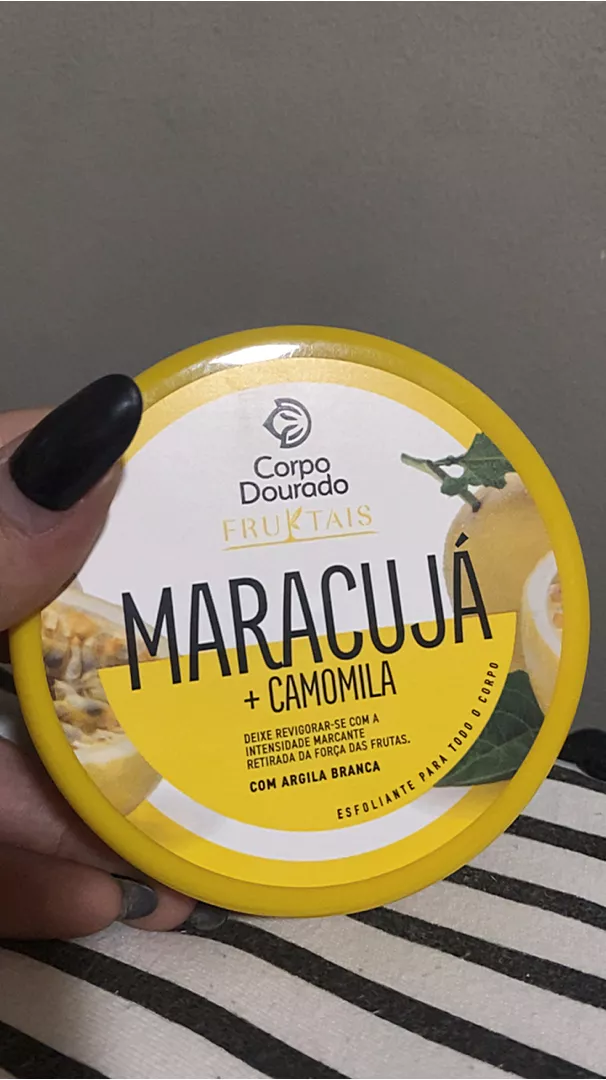 Corpo
Dourado
FRUKTAIS
MARACUJÁ
+ CAMOMILA
DEIXE REVIGORAR-SE COM A
INTENSIDADE MARCANTE
RETIRADA DA FORÇA DAS FRUTAS.
COM ARGILA BRANCA
ESFOLIANTE PARA TODO O CORPO